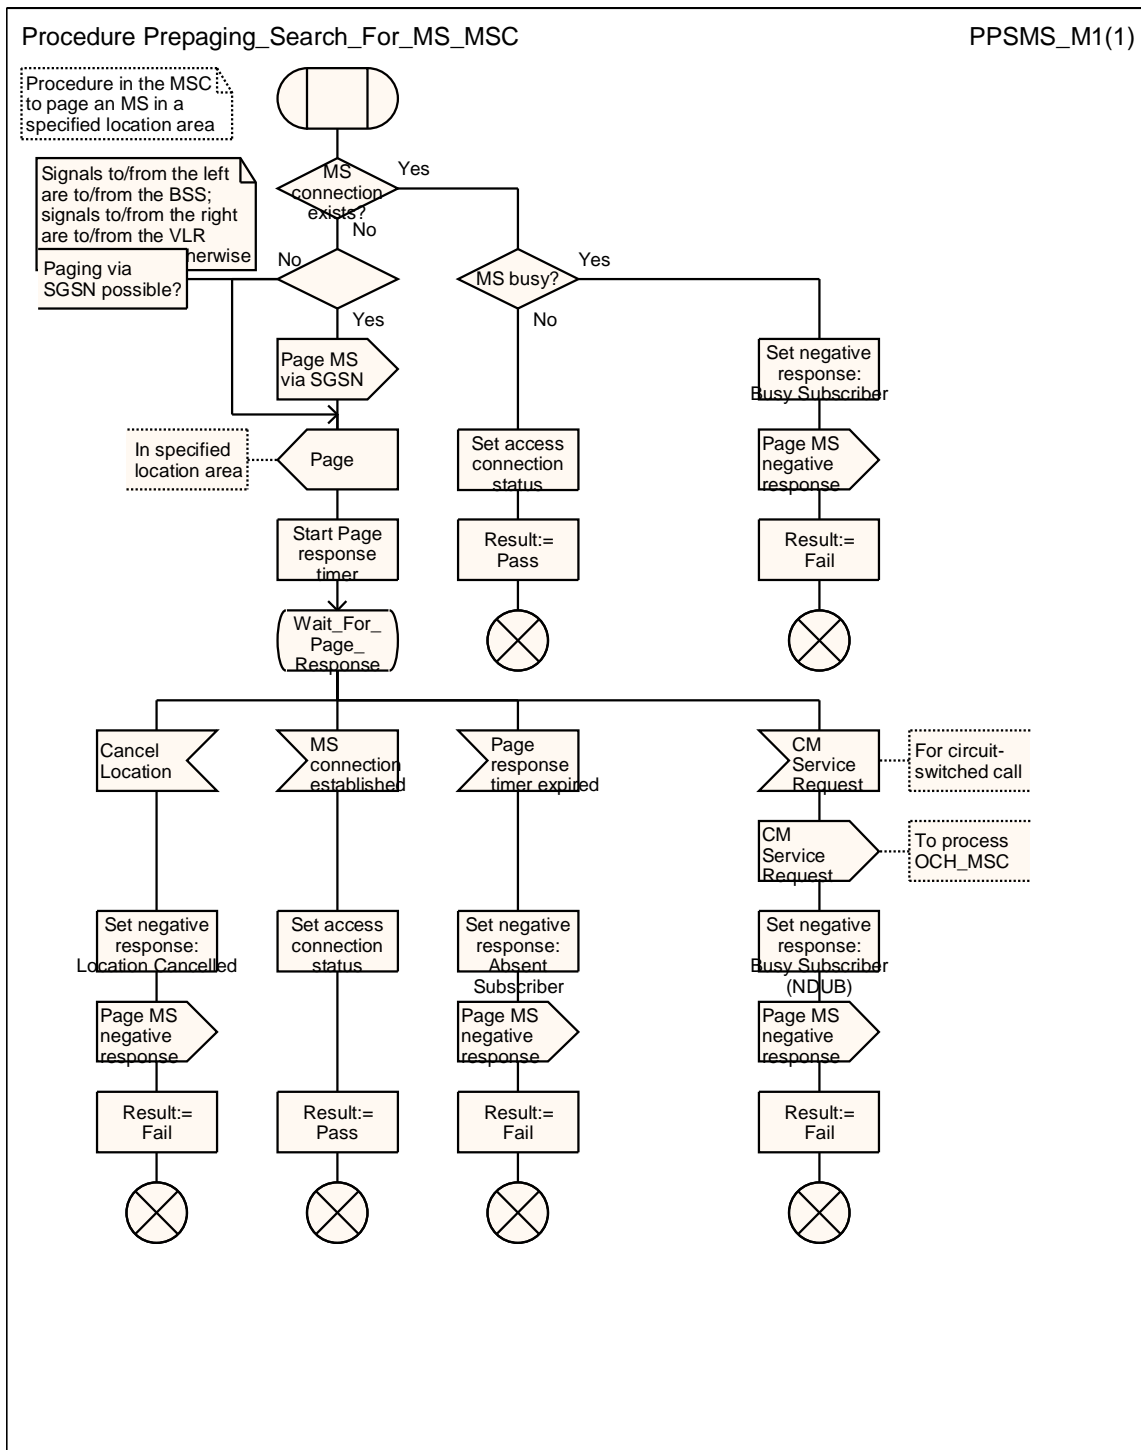 Procedure Prepaging_Search_For_MS_MSC
PPSMS_M1(1)
Procedure in the MSC
to page an MS in a
specified location area
Signals to/from the left
are to/from the BSS;
signals to/from the right
are to/from the VLR
herwise
MS
connection
exists?
Yes
No
Paging via
SGSN possible?
No
Yes
MS busy?
Yes
No
Page MS
via SGSN
Set negative
response:
Busy Subscriber
In specified
location area
Page
Set access
connection
status
Page MS
negative
response
Start Page
response
timer
Result:=
Pass
Result:=
Fail
Wait_For_
Page_
Response
Cancel
Location
MS
connection
established
Page
response
timer expired
CM
Service
Request
For circuit-
switched call
CM
Service
Request
To process
OCH_MSC
Set negative
response:
Location Cancelled
Set access
connection
status
Set negative
response:
Absent
Subscriber
Set negative
response:
Busy Subscriber
(NDUB)
Page MS
negative
response
Page MS
negative
response
Page MS
negative
response
Result:=
Fail
Result:=
Pass
Result:=
Fail
Result:=
Fail